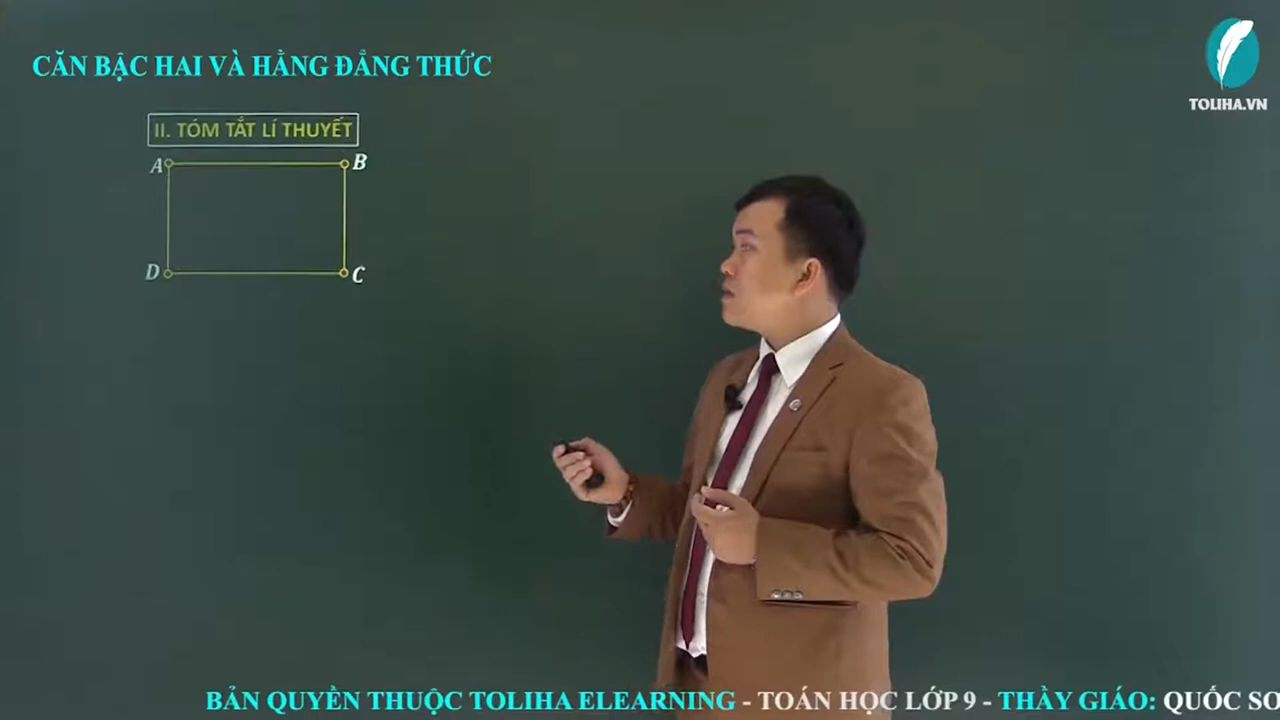 CĂN BẬC HAI VÀ HẰNG ĐẲNG THỨC
TOLIHA.VN
II. TÓM TẮT LÍ THUYẾT
A
B
D
C
BẢN QUYỀN THUỘC TOLIHA ELEARNING - TOÁN HỌC LỚP 9 - THẦY GIÁO: QUỐC SO